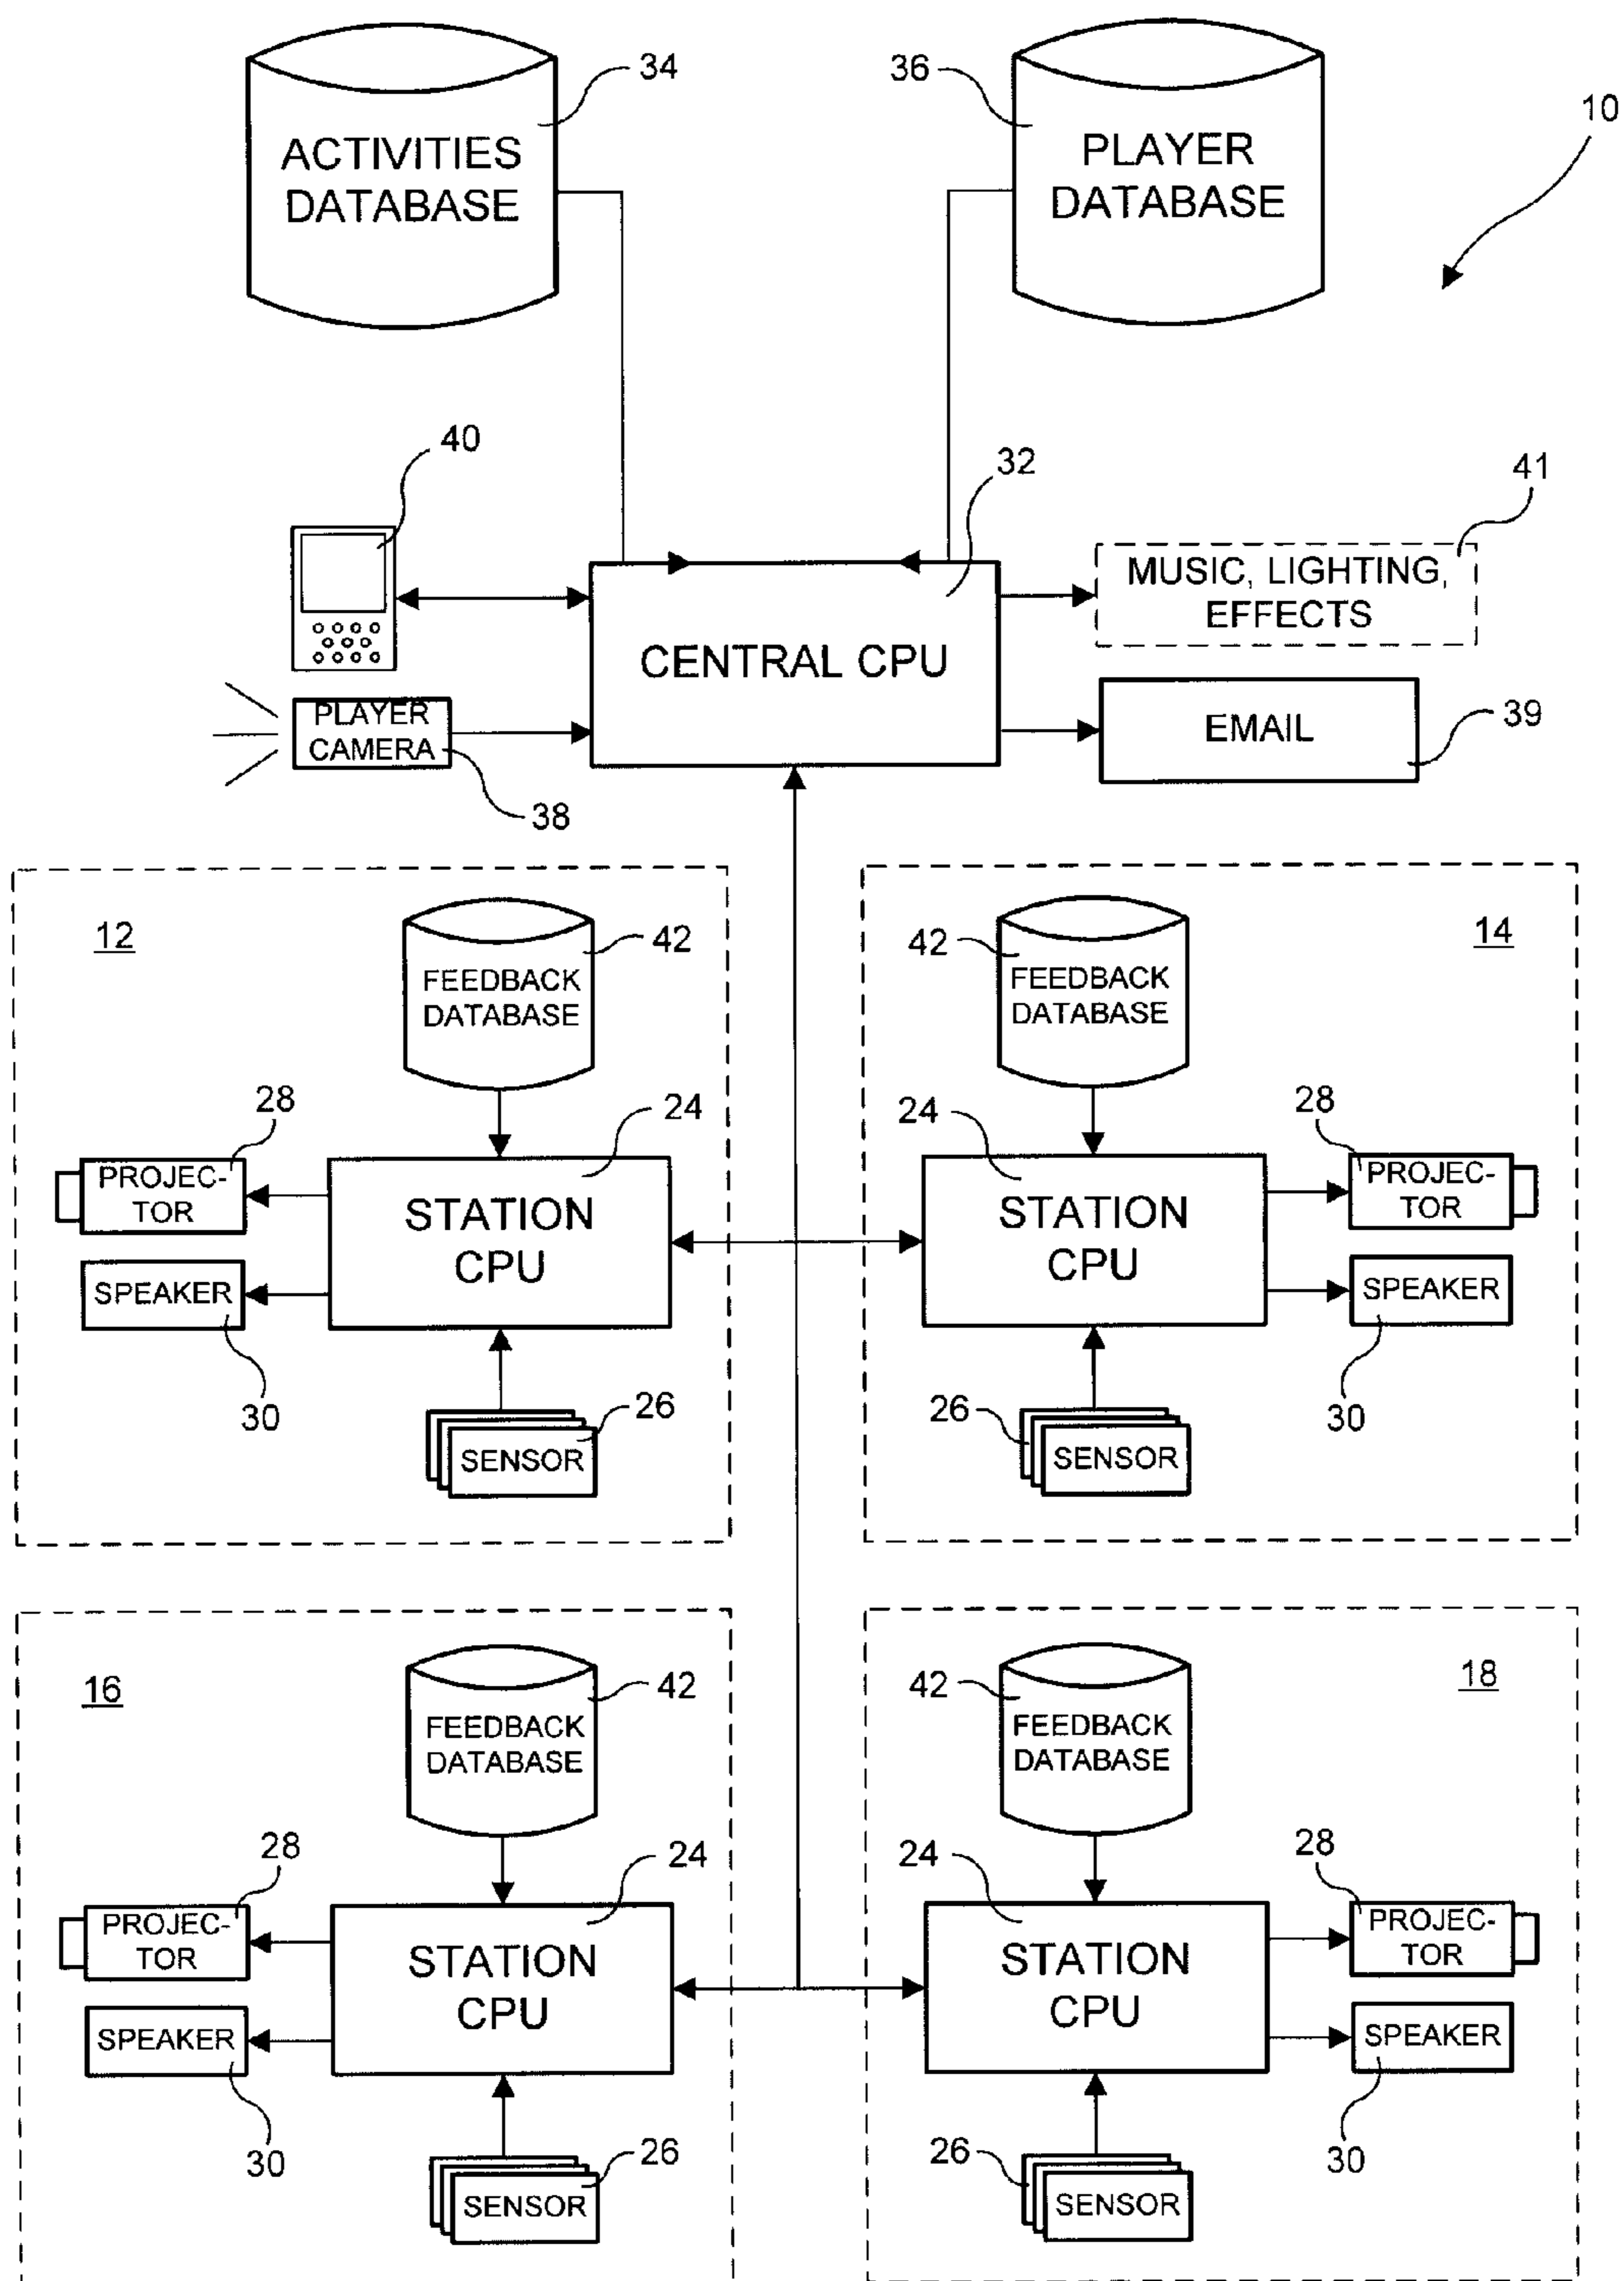 34
36
10
ACTIVITIES
DATABASE
PLAYER
DATABASE
40
32
41
MUSIC, LIGHTING,
EFFECTS
CENTRAL CPU
PLAYER
CAMERA
EMAIL
39
38
12
42
FEEDBACK
DATABASE
28
24
PROJEC-
TOR
STATION
CPU
SPEAKER
30
26
SENSOR
14
42
FEEDBACK
DATABASE
24
28
STATION
CPU
PROJEC-
TOR
SPEAKER
26
30
SENSOR
16
42
FEEDBACK
DATABASE
28
24
PROJEC-
TOR
STATION
CPU
SPEAKER
30
26
SENSOR
18
42
FEEDBACK
DATABASE
24
28
STATION
CPU
PROJEC-
TOR
SPEAKER
26
30
SENSOR